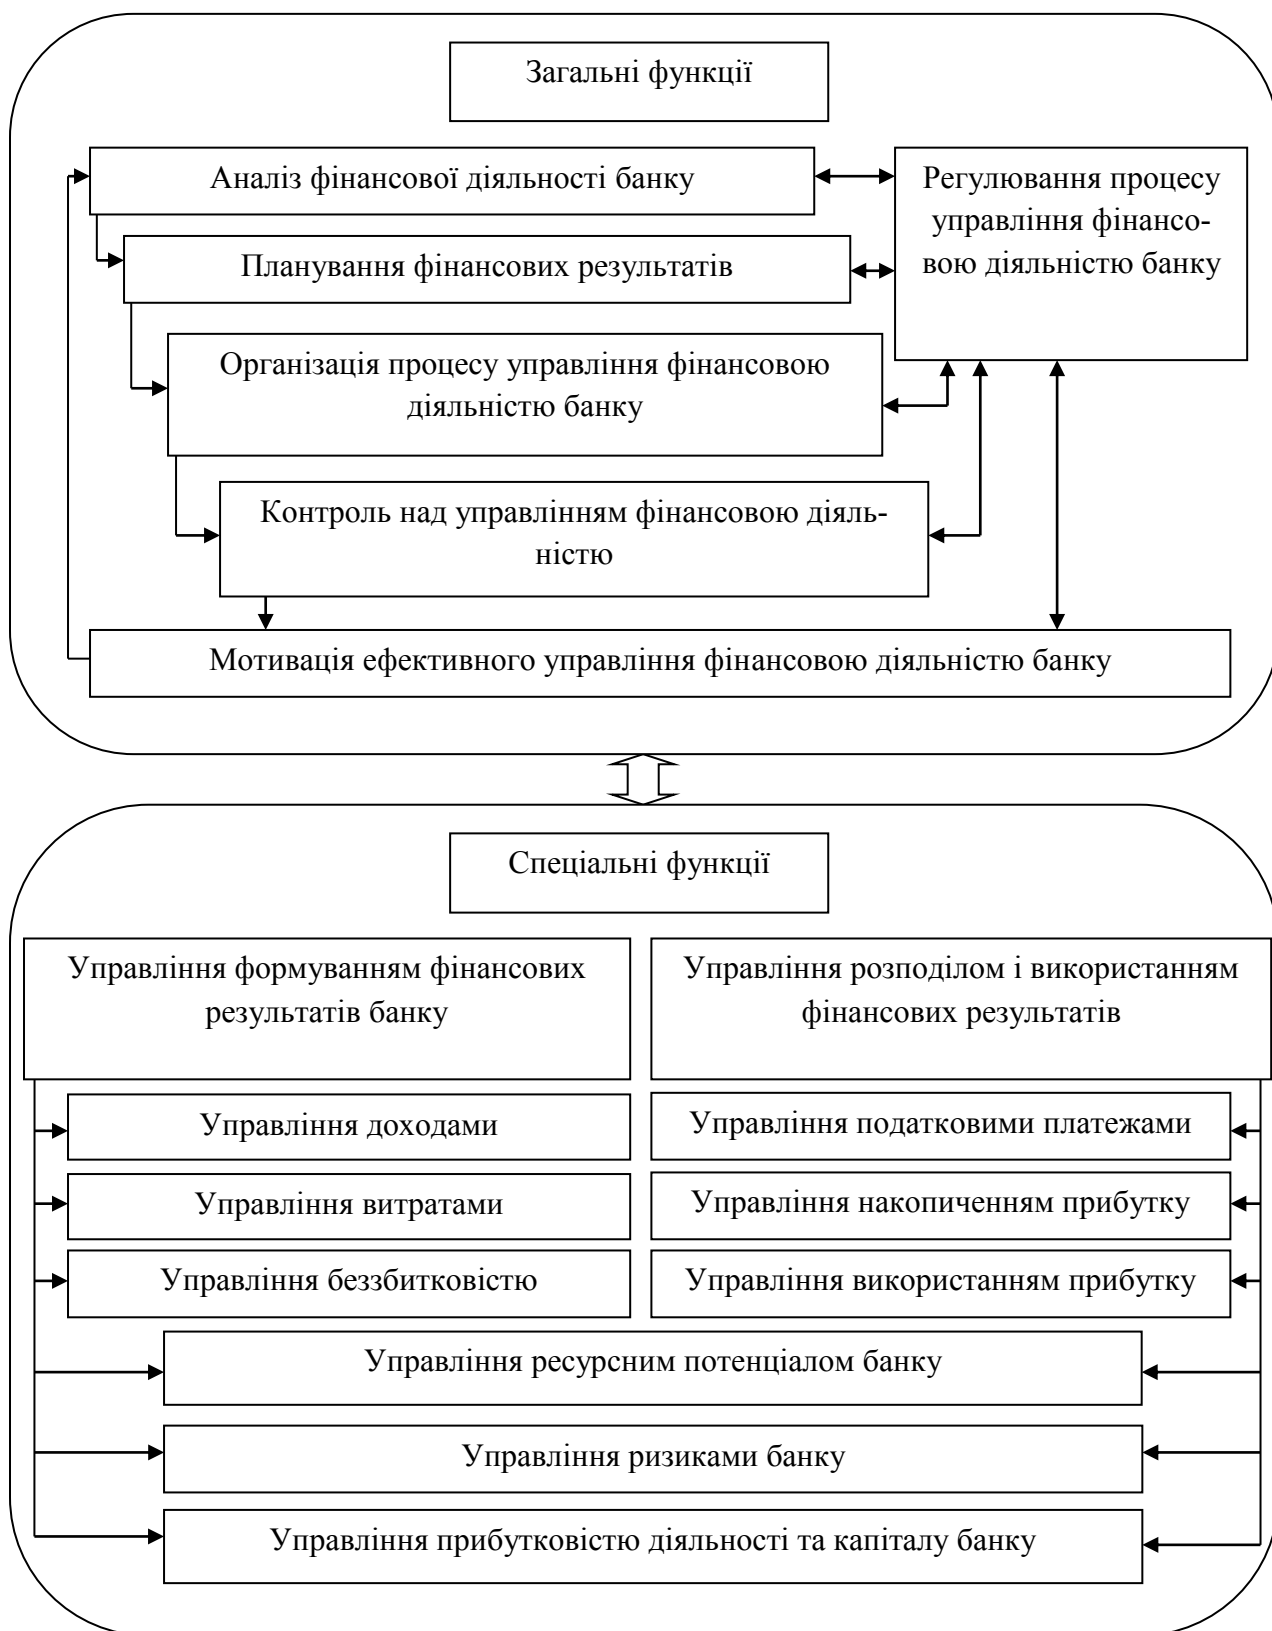 Загальні функції
Аналіз фінансової діяльності банку
Регулювання процесу
управління фінансо-
вою діяльністю банку
Планування фінансових результатів
Організація процесу управління фінансовою
діяльністю банку
Контроль над управлінням фінансовою діяль-
ністю
Мотивація ефективного управління фінансовою діяльністю банку
Спеціальні функції
Управління формуванням фінансових
результатів банку
Управління розподілом і використанням
фінансових результатів
Управління доходами
Управління податковими платежами
Управління витратами
Управління накопиченням прибутку
Управління беззбитковістю
Управління використанням прибутку
Управління ресурсним потенціалом банку
Управління ризиками банку
Управління прибутковістю діяльності та капіталу банку